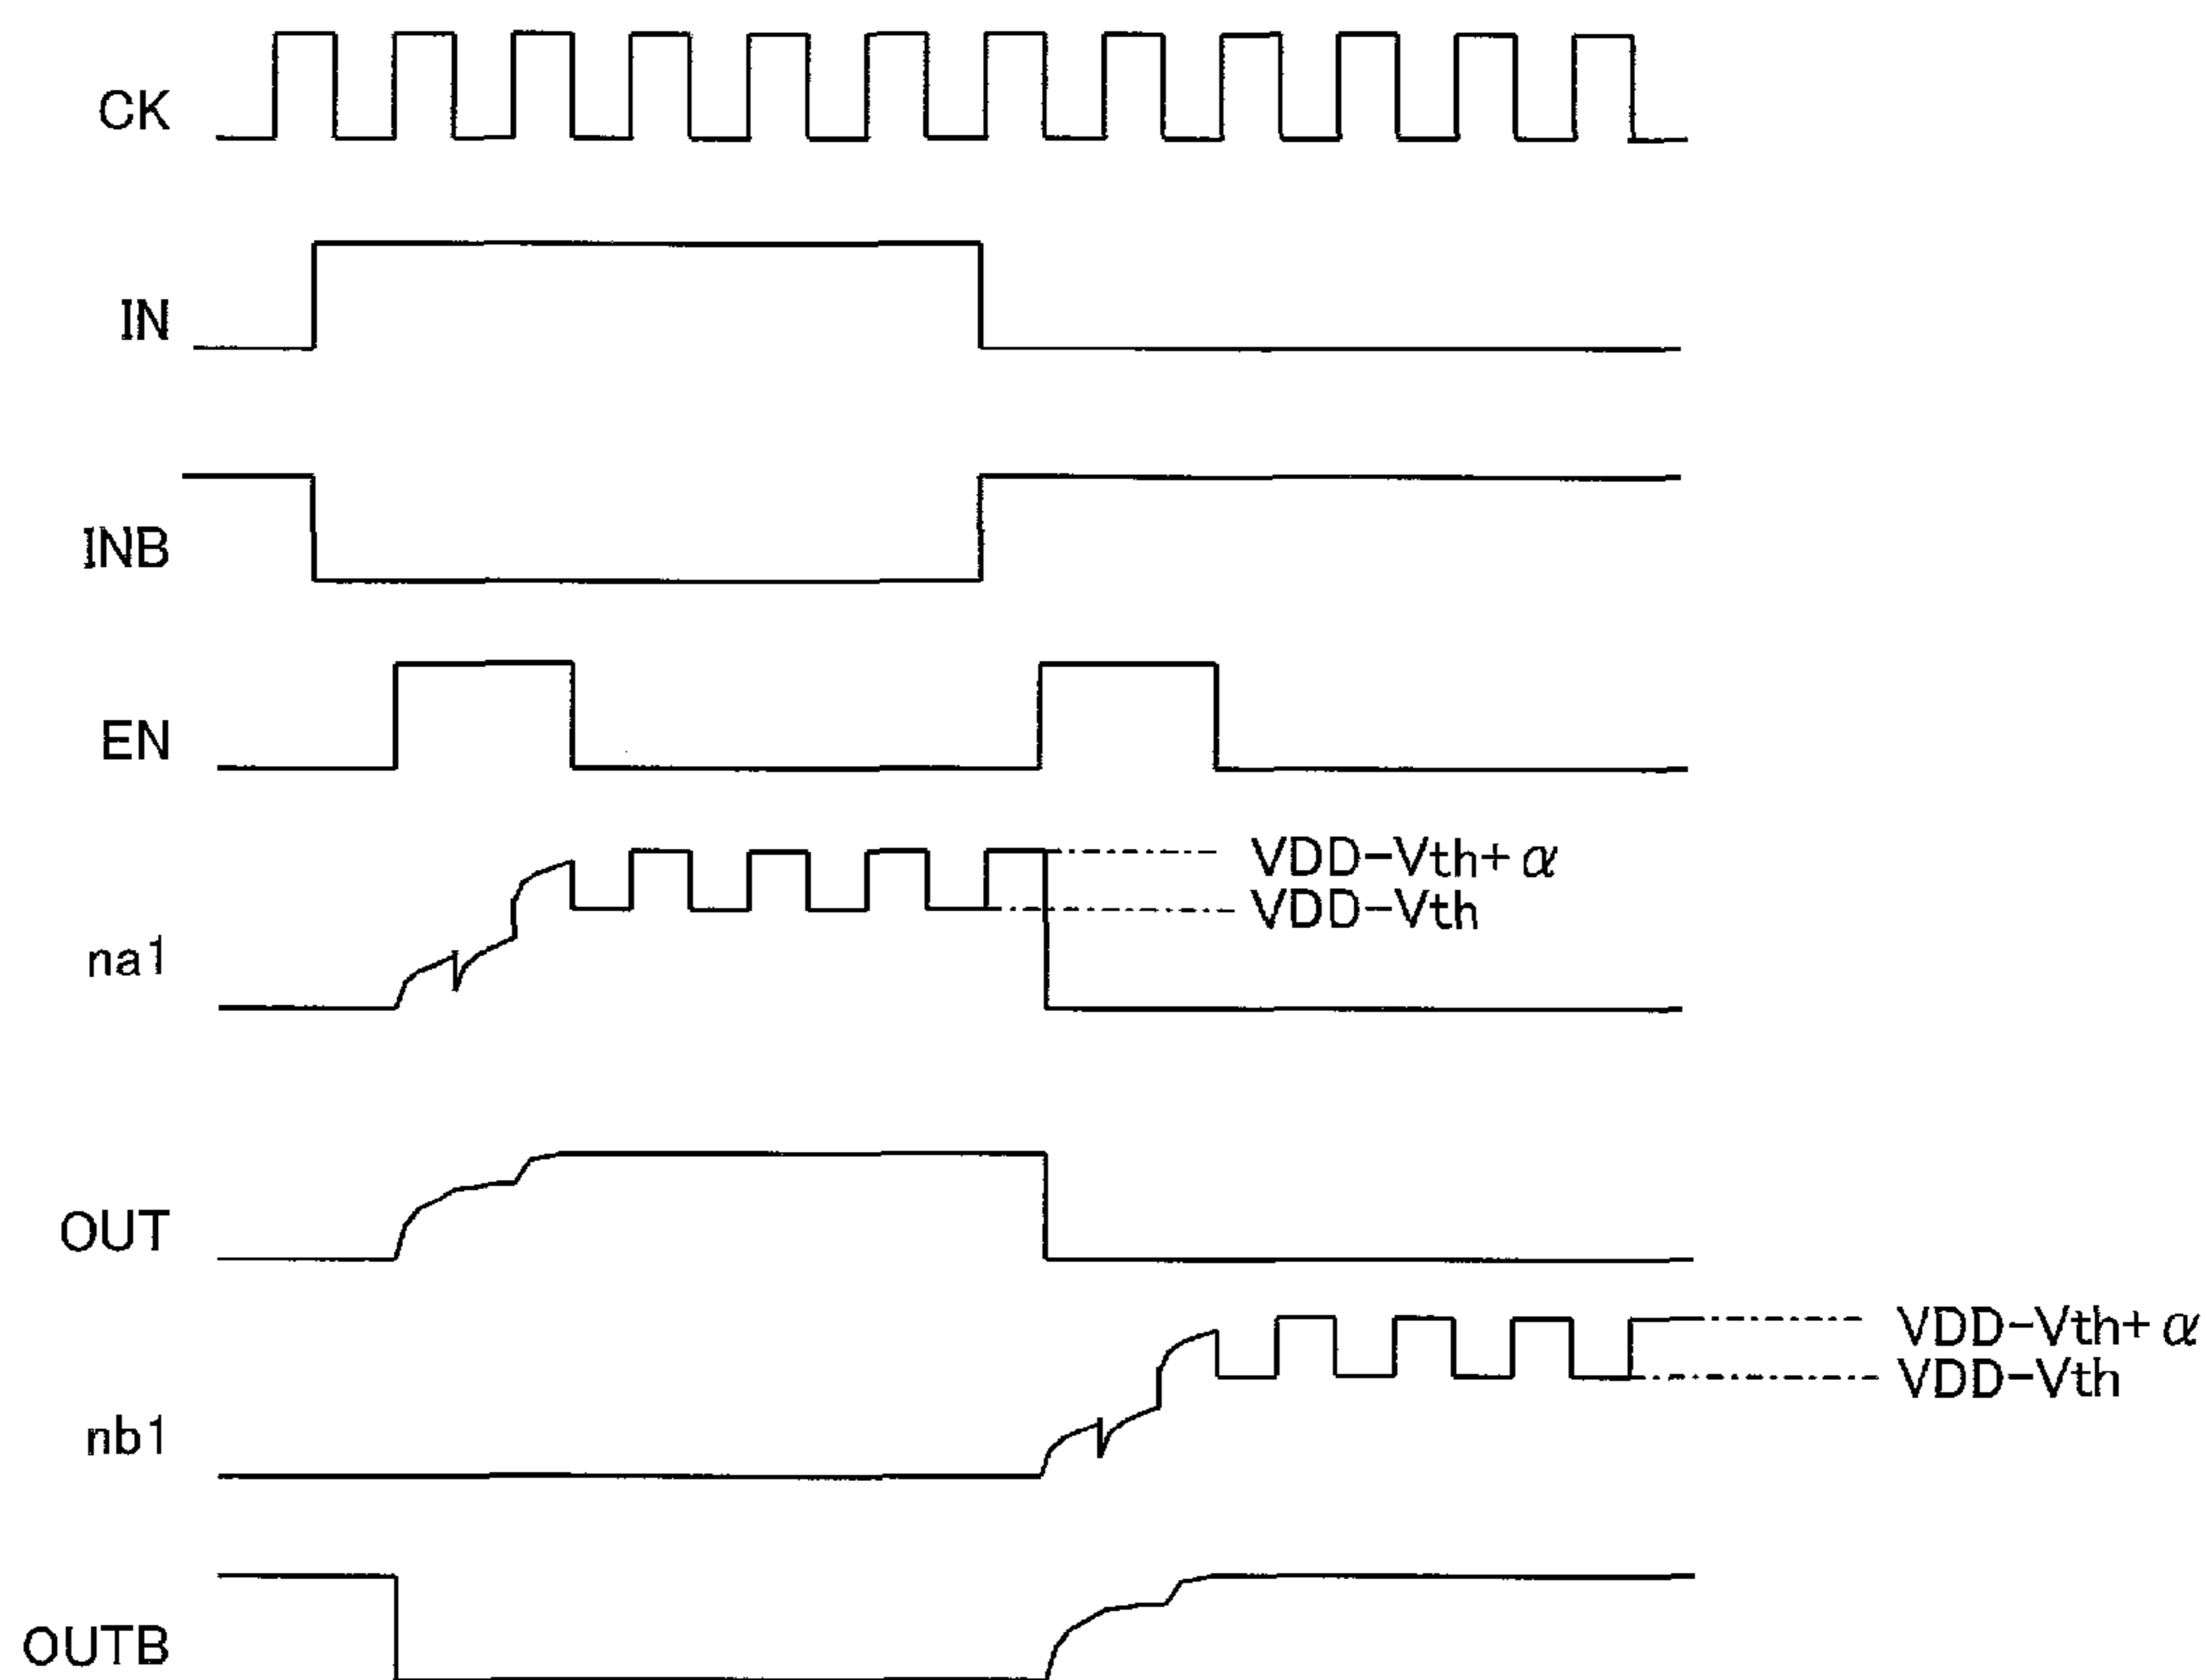 CK
IN
INB
EN
VDD-Vth+α
VDD-Vth
na1
OUT
VDD-Vth+α
VDD-Vth
nb1
OUTB